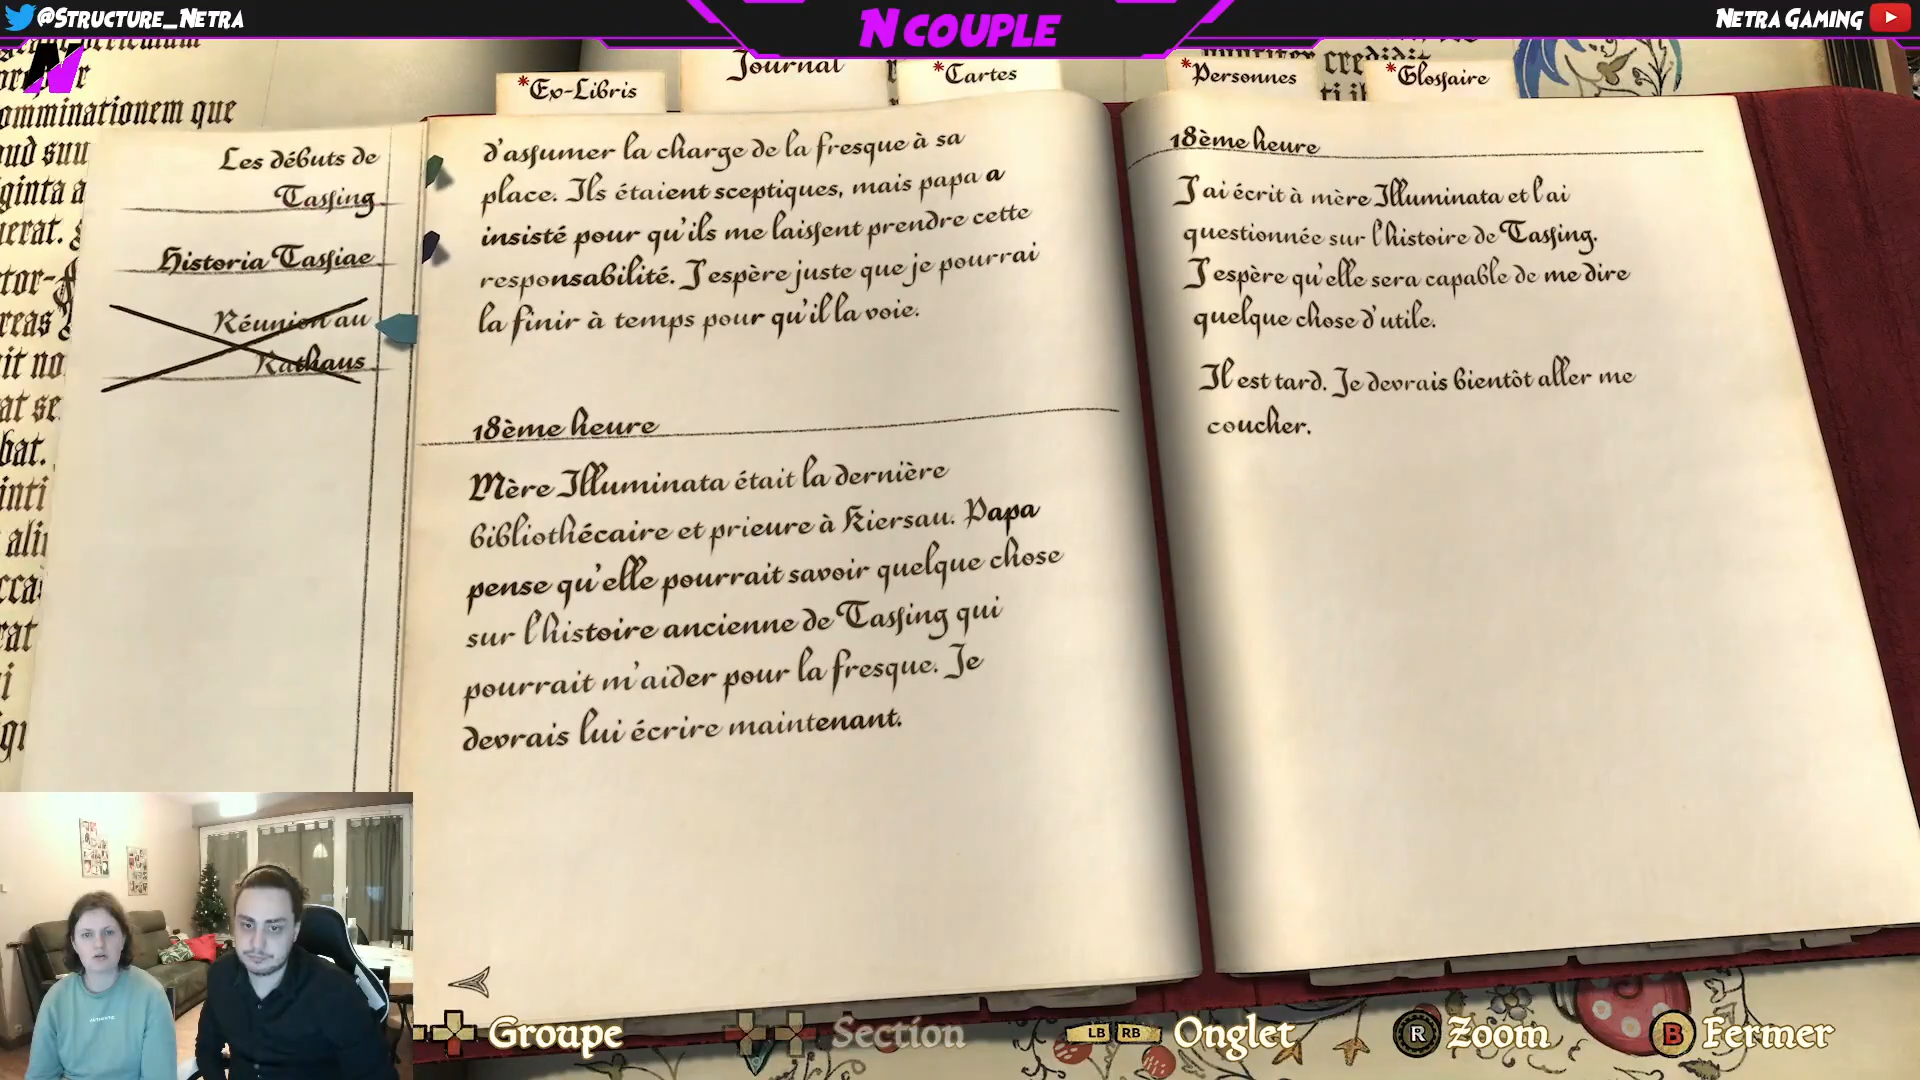 @Structure_Netra
N COUPLE
Netra Gaming
*Ex-Libris
Journal
*Cartes
*Personnes
*Glossaire
omminationem que
Les débuts de
Tassing
Historia Tassiae
Réunion au
Rathaus
d'assumer la charge de la fresque à sa
place. Ils étaient sceptiques, mais papa a
insisté pour qu'ils me laissent prendre cette
responsabilité. J'espère juste que je pourrai
la finir à temps pour qu'il la voie.
18ème heure
Mère Illuminata était la dernière
bibliothécaire et prieure à Kiersau. Papa
pense qu'elle pourrait savoir quelque chose
sur l'histoire ancienne de Tassing qui
pourrait m'aider pour la fresque. Je
devrais lui écrire maintenant.
18ème heure
J'ai écrit à mère Illuminata et l'ai
questionnée sur l'histoire de Tassing.
J'espère qu'elle sera capable de me dire
quelque chose d'utile.
Il est tard. Je devrais bientôt aller me
coucher.
Groupe
Section
LB RB Onglet
R Zoom
B Fermer